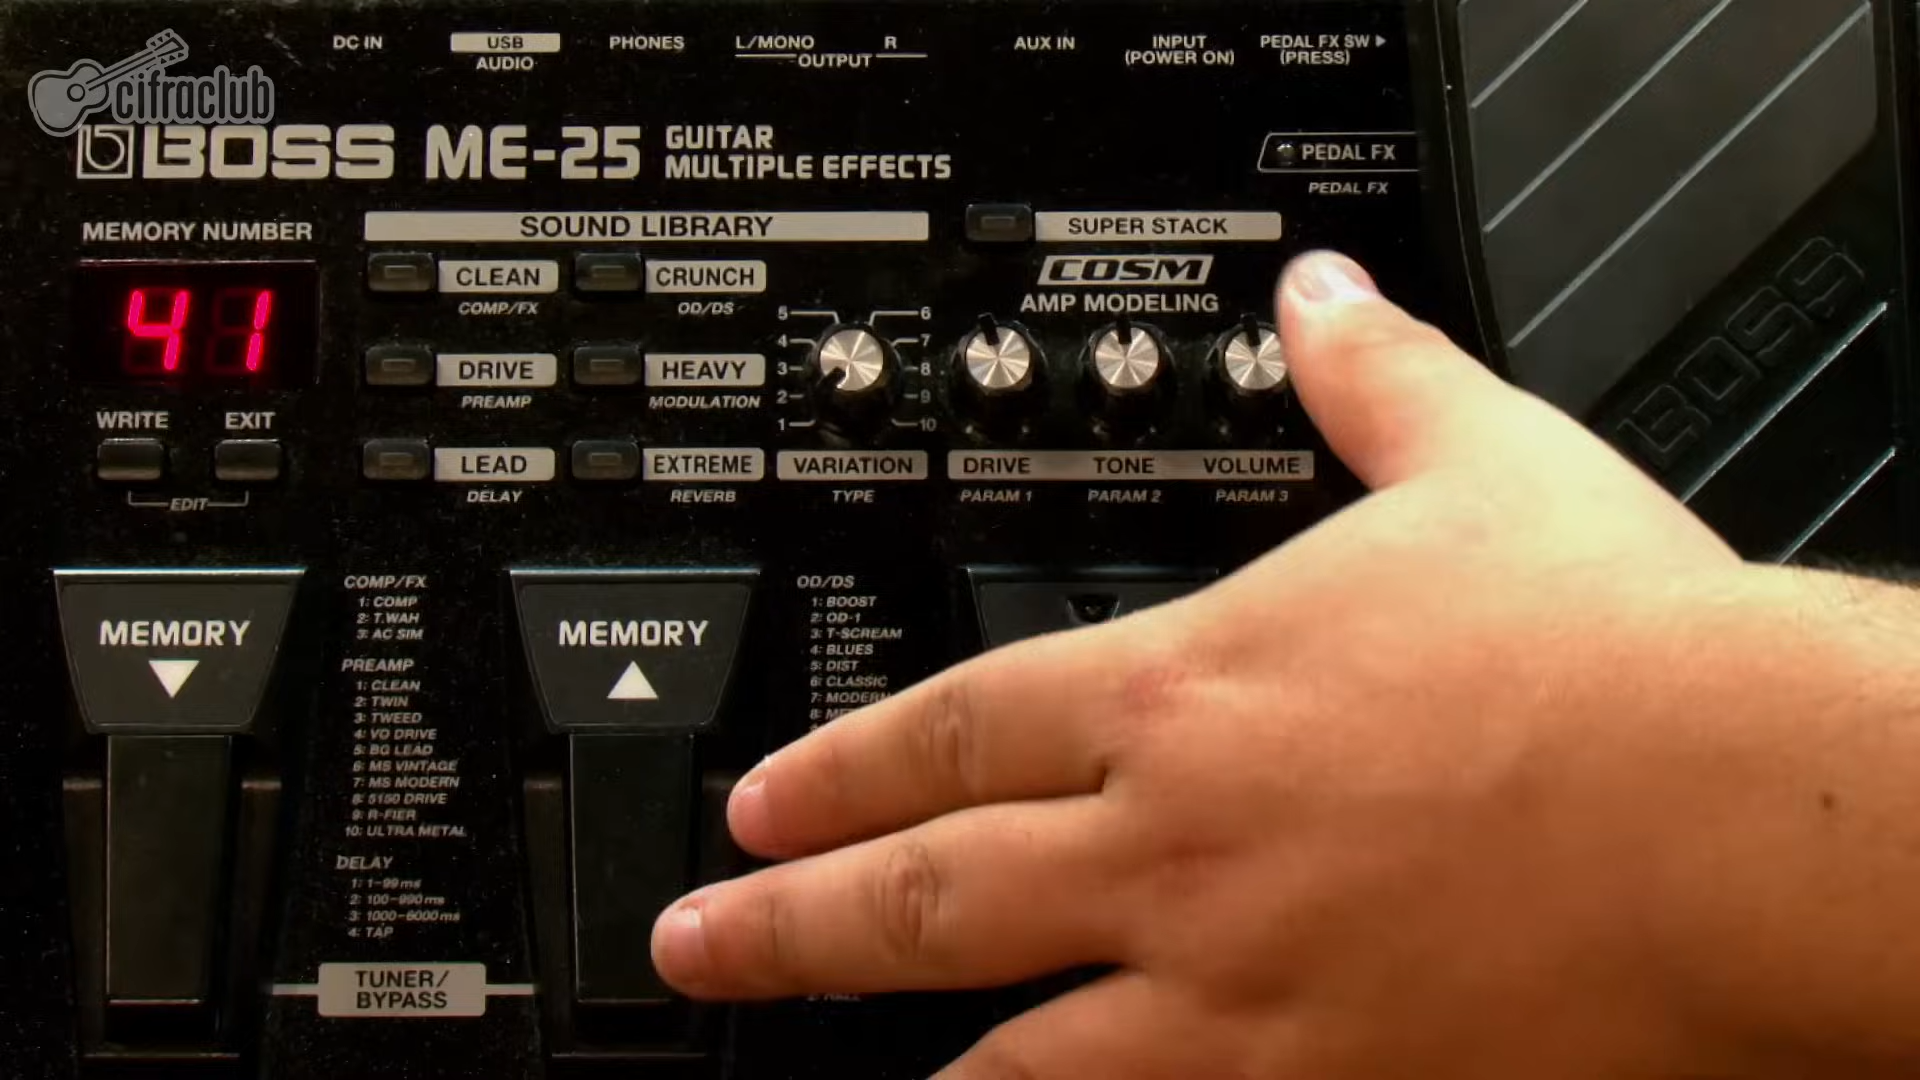 DC IN
USB
AUDIO
PHONES
L/MONO R
OUTPUT
AUX IN
INPUT
(POWER ON)
PEDAL FX SW ▶
(PRESS)
cifraclub
BOSS ME-25 GUITAR
MULTIPLE EFFECTS
PEDAL FX
PEDAL FX
MEMORY NUMBER
41
WRITE EXIT
EDIT
SOUND LIBRARY
CLEAN
COMP/FX
CRUNCH
OD/DS
DRIVE
PREAMP
HEAVY
MODULATION
LEAD
DELAY
EXTREME
REVERB
5 6
4 7
3 8
2 9
1 10
VARIATION
TYPE
SUPER STACK
COSM
AMP MODELING
DRIVE TONE VOLUME
PARAM 1 PARAM 2 PARAM 3
BOSS
MEMORY
▼
COMP/FX
1: COMP
2: T.WAH
3: AC SIM
PREAMP
1: CLEAN
2: TWIN
3: TWEED
4: VO DRIVE
5: BG LEAD
6: MS VINTAGE
7: MS MODERN
8: 5150 DRIVE
9: R-FIER
10: ULTRA METAL
DELAY
1: 1-99 ms
2: 100-990 ms
3: 1000-6000 ms
4: TAP
TUNER/
BYPASS
MEMORY
▲
OD/DS
1: BOOST
2: OD-1
3: T-SCREAM
4: BLUES
5: DIST
6: CLASSIC
7: MODERN
8: